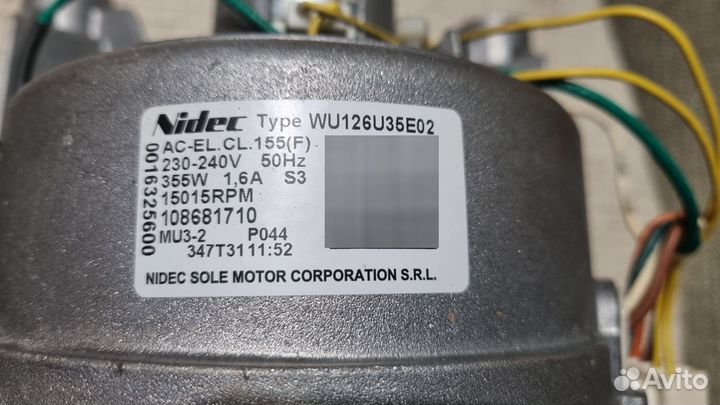 Nidec Type WU126U35E02
AC-EL.CL.155(F)
230-240V 50Hz
355W 1,6A S3
15015RPM
108681710
MU3-2 P044
347T3111:52
0016325600
NIDEC SOLE MOTOR CORPORATION S.R.L.
Avito